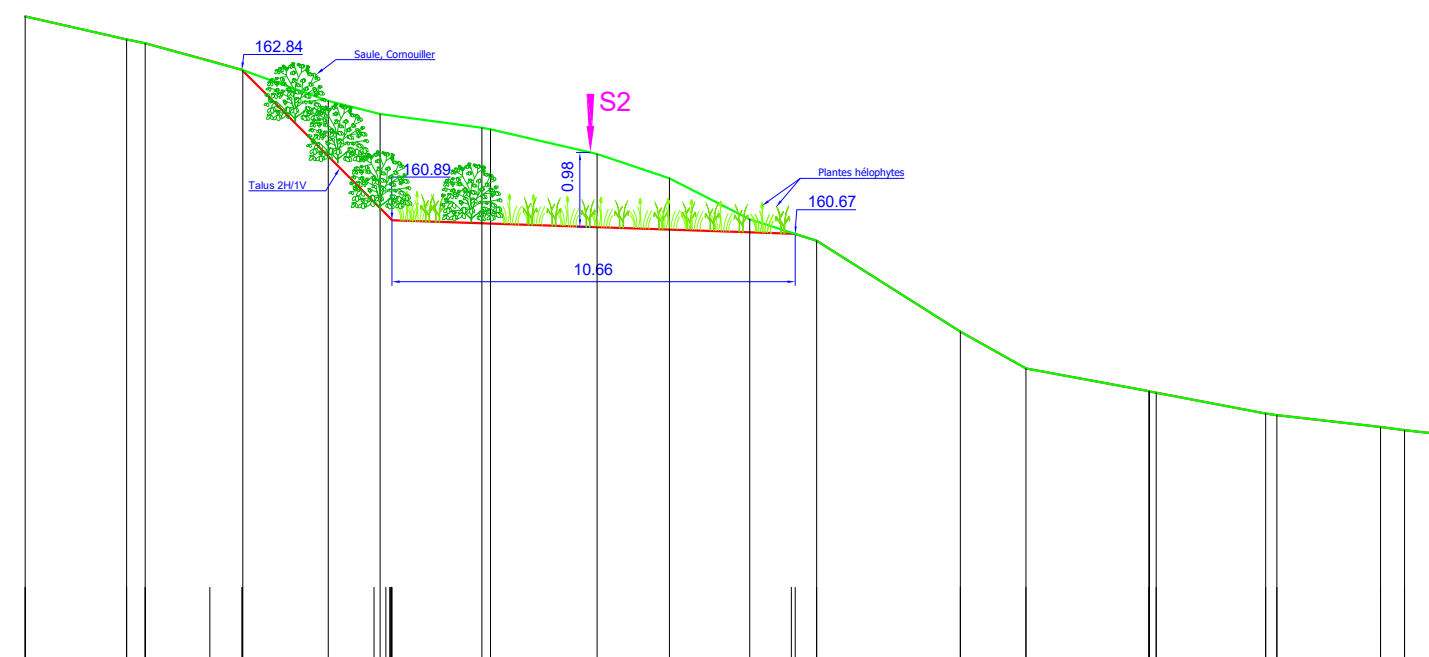 162.84
Saule, Cornouiller
S2
0.98
160.89
Plantes hélophytes
Talus 2H/1V
160.67
10.66